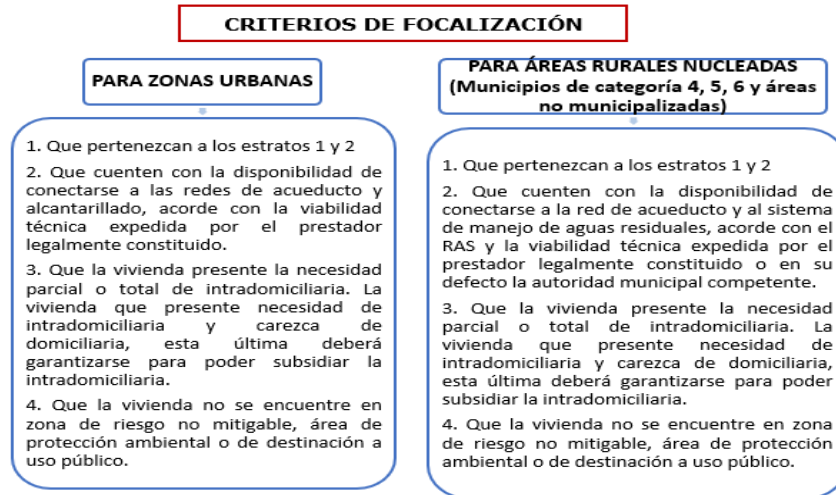 CRITERIOS DE FOCALIZACIÓN
PARA ZONAS URBANAS
1. Que pertenezcan a los estratos 1 y 2
2. Que cuenten con la disponibilidad de
conectarse a las redes de acueducto y
alcantarillado, acorde con la viabilidad
técnica expedida por el prestador
legalmente constituido.
3. Que la vivienda presente la necesidad
parcial o total de intradomiciliaria. La
vivienda que presente necesidad de
intradomiciliaria y carezca de
domiciliaria, esta última deberá
garantizarse para poder subsidiar la
intradomiciliaria.
4. Que la vivienda no se encuentre en
zona de riesgo no mitigable, área de
protección ambiental o de destinación a
uso público.
PARA ÁREAS RURALES NUCLEADAS
(Municipios de categoría 4, 5, 6 y áreas
no municipalizadas)
1. Que pertenezcan a los estratos 1 y 2
2. Que cuenten con la disponibilidad de
conectarse a la red de acueducto y al sistema
de manejo de aguas residuales, acorde con el
RAS y la viabilidad técnica expedida por el
prestador legalmente constituido o en su
defecto la autoridad municipal competente.
3. Que la vivienda presente la necesidad
parcial o total de intradomiciliaria. La
vivienda que presente necesidad de
intradomiciliaria y carezca de domiciliaria,
esta última deberá garantizarse para poder
subsidiar la intradomiciliaria.
4. Que la vivienda no se encuentre en zona
de riesgo no mitigable, área de protección
ambiental o de destinación a uso público.